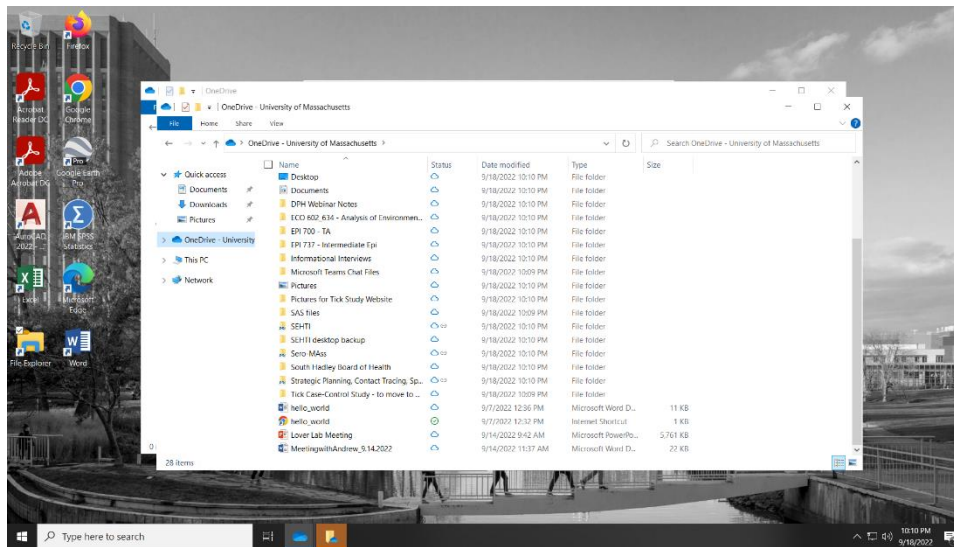 Recycle Bin
Firefox
Acrobat
Reader DC
Google
Chrome
Adobe
Acrobat DC
Google Earth
Pro
AutoCAD
2022 - ...
IBM SPSS
Statistics
Excel
Microsoft
Edge
File Explorer
Word
OneDrive
OneDrive - University of Massachusetts
File Home Share View
OneDrive - University of Massachusetts
Search OneDrive - University of Massachusetts
Quick access
Documents
Downloads
Pictures
OneDrive - University
This PC
Network
Name Status Date modified Type Size
Desktop 9/18/2022 10:10 PM File folder
Documents 9/18/2022 10:10 PM File folder
DPH Webinar Notes 9/18/2022 10:10 PM File folder
ECO 602_634 - Analysis of Environmen... 9/18/2022 10:10 PM File folder
EPI 700 - TA 9/18/2022 10:10 PM File folder
EPI 737 - Intermediate Epi 9/18/2022 10:10 PM File folder
Informational Interviews 9/18/2022 10:10 PM File folder
Microsoft Teams Chat Files 9/18/2022 10:09 PM File folder
Pictures 9/18/2022 10:10 PM File folder
Pictures for Tick Study Website 9/18/2022 10:10 PM File folder
SAS files 9/18/2022 10:09 PM File folder
SEHTI 9/18/2022 10:10 PM File folder
SEHTI desktop backup 9/18/2022 10:10 PM File folder
Sero-MAss 9/18/2022 10:10 PM File folder
South Hadley Board of Health 9/18/2022 10:10 PM File folder
Strategic Planning, Contact Tracing, Sp... 9/18/2022 10:10 PM File folder
Tick Case-Control Study - to move to ... 9/18/2022 10:09 PM File folder
hello_world 9/7/2022 12:36 PM Microsoft Word D... 11 KB
hello_world 9/7/2022 12:32 PM Internet Shortcut 1 KB
Lover Lab Meeting 9/14/2022 9:42 AM Microsoft PowerPo... 5,761 KB
MeetingwithAndrew_9.14.2022 9/14/2022 11:37 AM Microsoft Word D... 22 KB
28 items
Type here to search
10:10 PM
9/18/2022